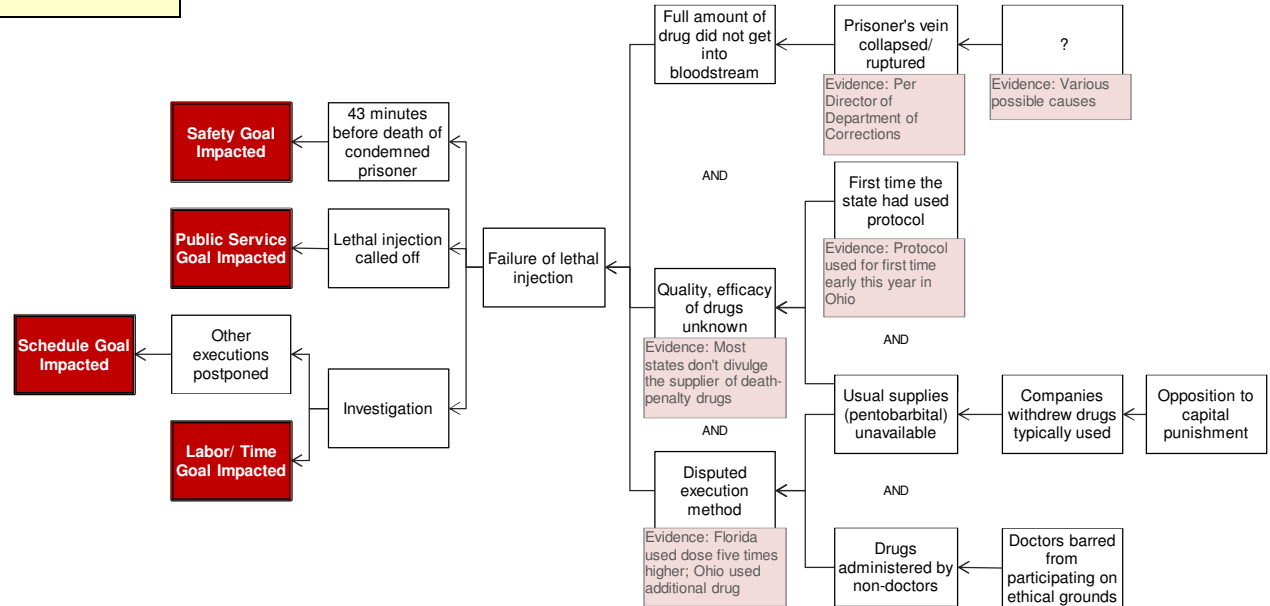 Full amount of
drug did not get
into
bloodstream
Prisoner's vein
collapsed/
ruptured
Evidence: Per
Director of
Department of
Corrections
?
Evidence: Various
possible causes
Safety Goal
Impacted
43 minutes
before death of
condemned
prisoner
AND
First time the
state had used
protocol
Evidence: Protocol
used for first time
early this year in
Ohio
Public Service
Goal Impacted
Lethal injection
called off
Failure of lethal
injection
Quality, efficacy
of drugs
unknown
Evidence: Most
states don't divulge
the supplier of death-
penalty drugs
AND
Schedule Goal
Impacted
Other
executions
postponed
Investigation
Labor/ Time
Goal Impacted
AND
Usual supplies
(pentobarbital)
unavailable
Companies
withdrew drugs
typically used
Opposition to
capital
punishment
Disputed
execution
method
Evidence: Florida
used dose five times
higher; Ohio used
additional drug
AND
Drugs
administered by
non-doctors
Doctors barred
from
participating on
ethical grounds